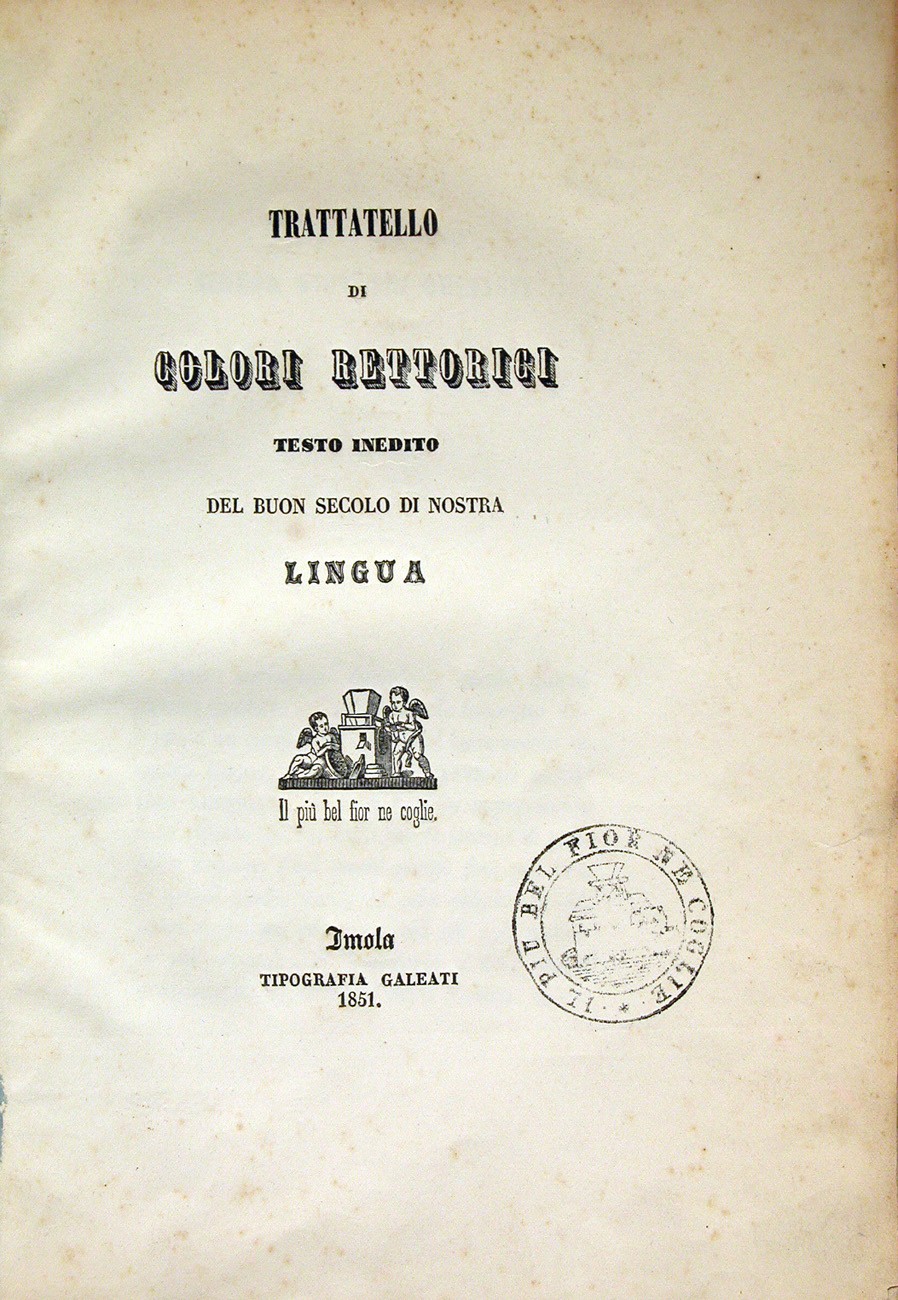 TRATTATELLO
DI
COLORI RETTORICI
TESTO INEDITO
DEL BUON SECOLO DI NOSTRA
LINGUA
Il più bel fior ne coglie.
Imola
TIPOGRAFIA GALEATI
1851.
IL PIU BEL FIOR NE COGLIE *